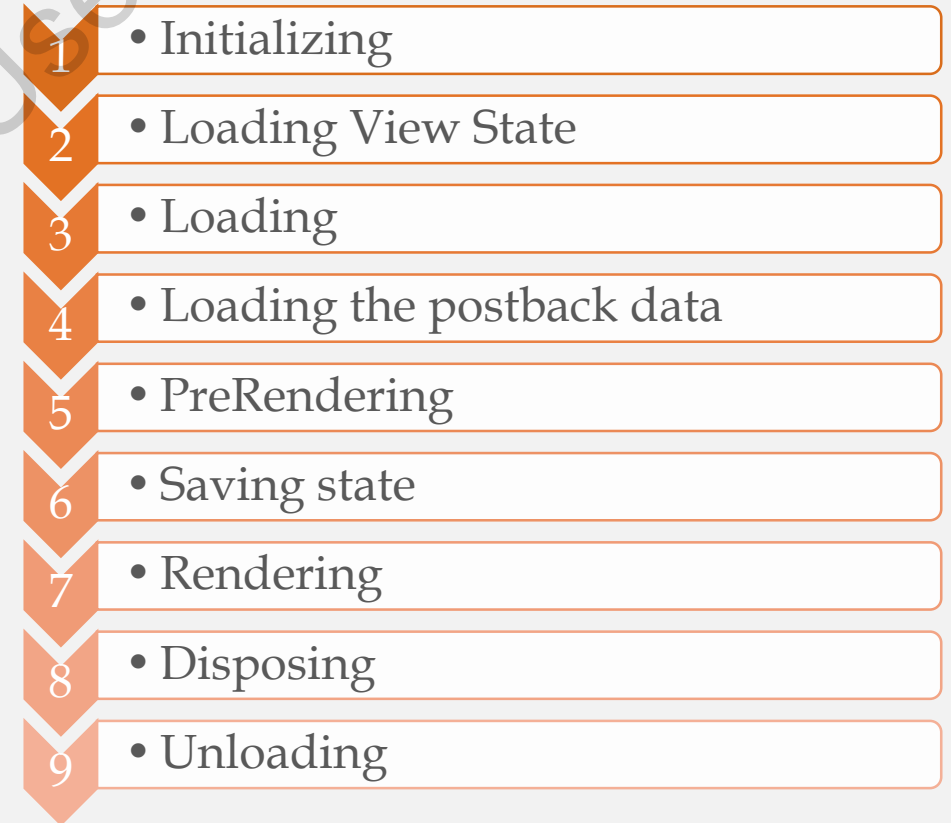 1 • Initializing
2 • Loading View State
3 • Loading
4 • Loading the postback data
5 • PreRendering
6 • Saving state
7 • Rendering
8 • Disposing
9 • Unloading